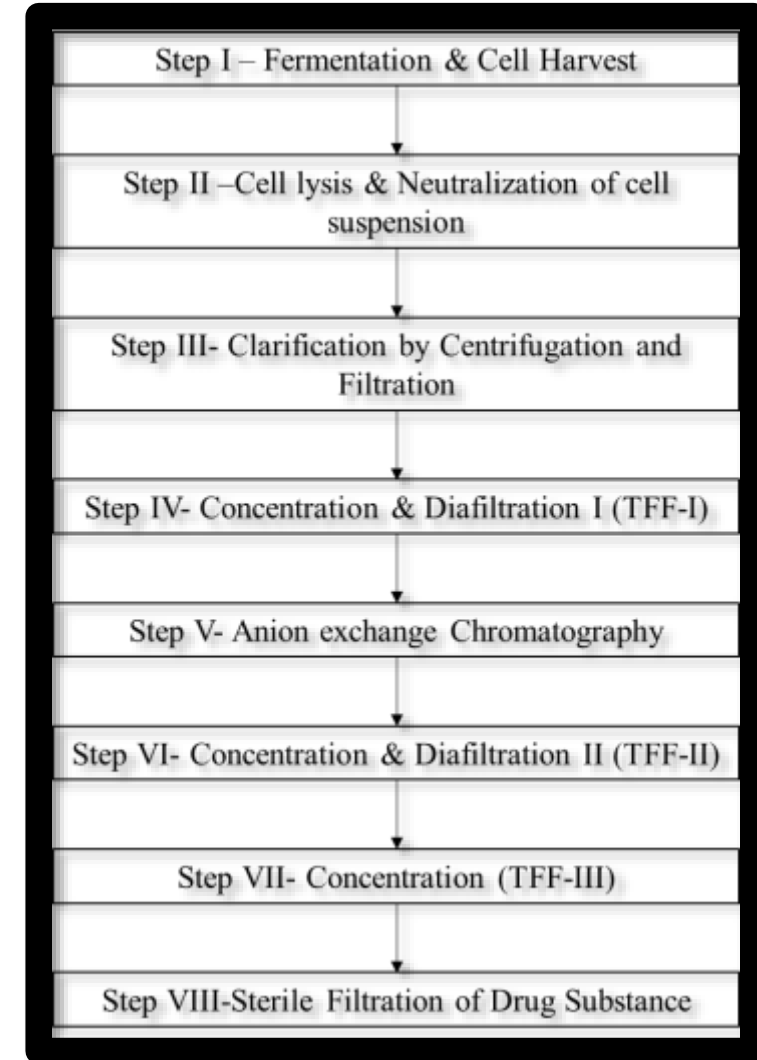 Step I – Fermentation & Cell Harvest
Step II –Cell lysis & Neutralization of cell
suspension
Step III- Clarification by Centrifugation and
Filtration
Step IV- Concentration & Diafiltration I (TFF-I)
Step V- Anion exchange Chromatography
Step VI- Concentration & Diafiltration II (TFF-II)
Step VII- Concentration (TFF-III)
Step VIII-Sterile Filtration of Drug Substance